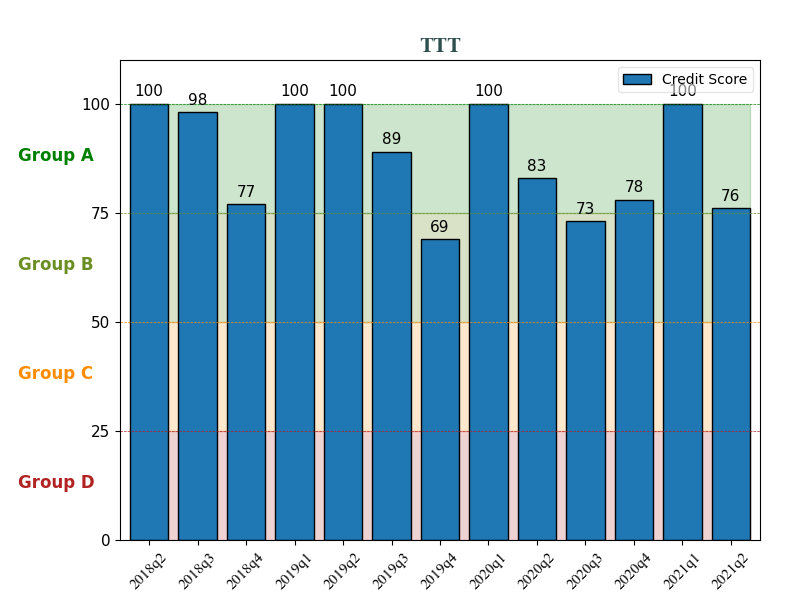 TTT
Credit Score
100
98
77
100
100
89
69
100
83
73
78
100
76
100
Group A
75
Group B
50
Group C
25
Group D
0
2018q2
2018q3
2018q4
2019q1
2019q2
2019q3
2019q4
2020q1
2020q2
2020q3
2020q4
2021q1
2021q2